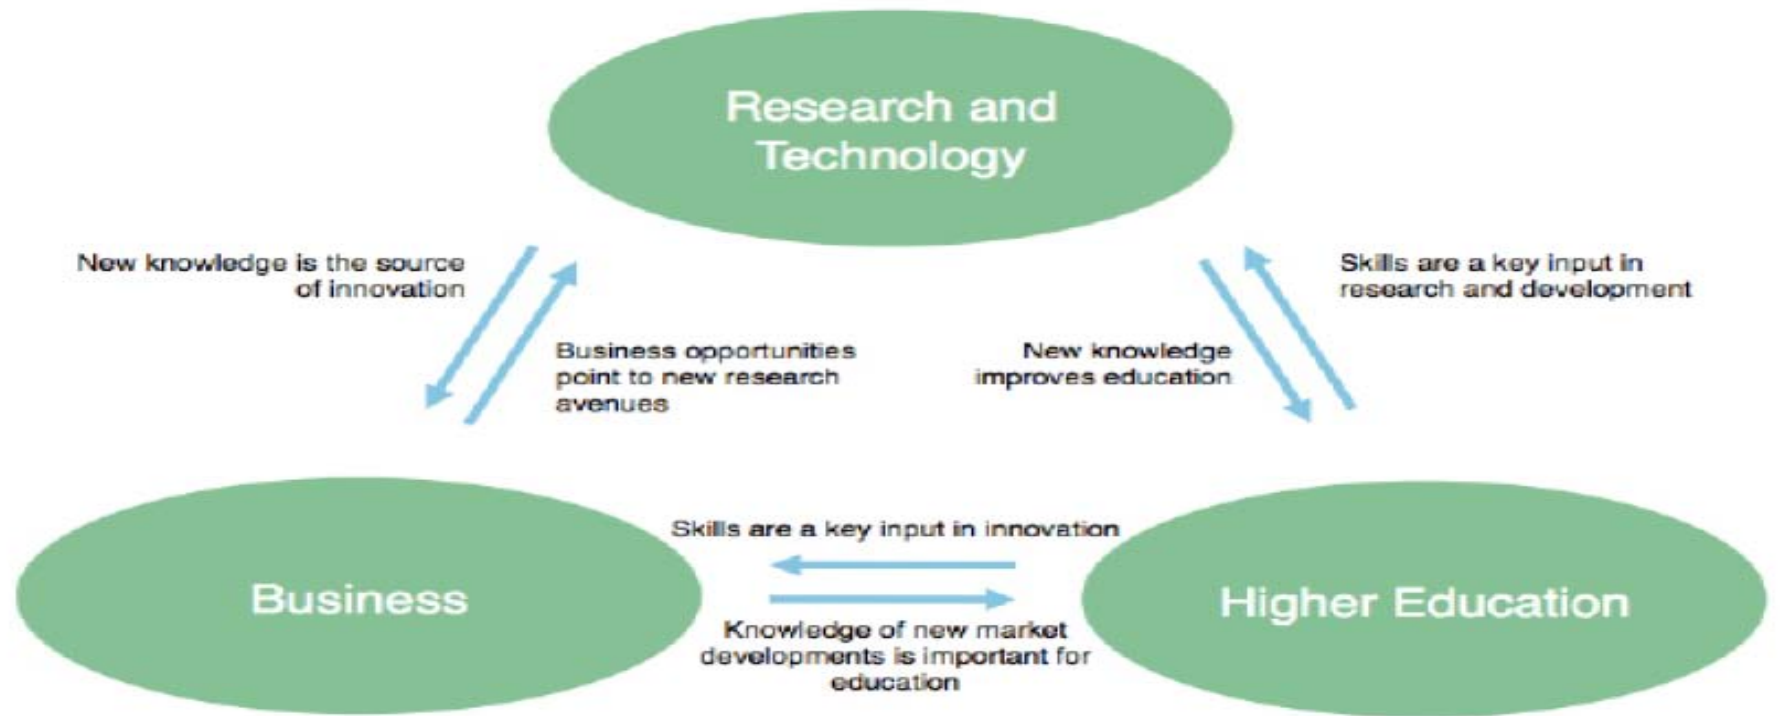 Research and
Technology
New knowledge is the source
of innovation
Business opportunities
point to new research
avenues
New knowledge
improves education
Skills are a key input in
research and development
Business
Skills are a key input in innovation
Knowledge of new market
developments is important for
education
Higher Education